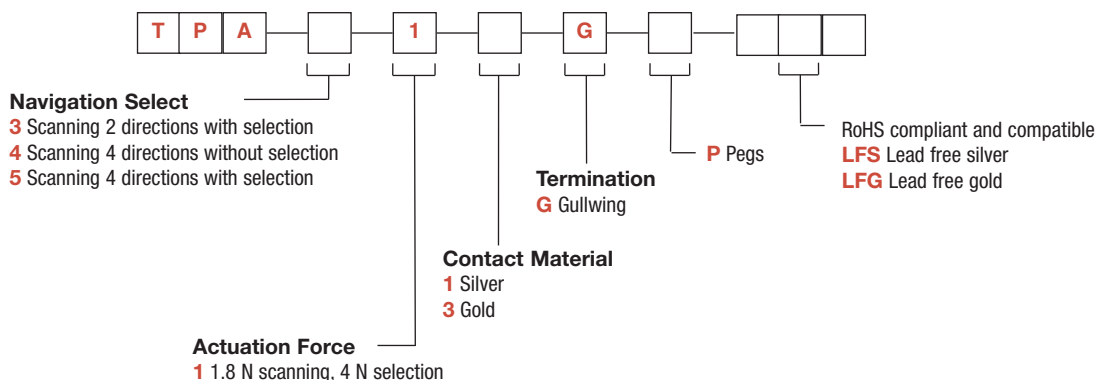 T P A 1 G
Navigation Select
3 Scanning 2 directions with selection
4 Scanning 4 directions without selection
5 Scanning 4 directions with selection
Actuation Force
1 1.8 N scanning, 4 N selection
Contact Material
1 Silver
3 Gold
Termination
G Gullwing
P Pegs
RoHS compliant and compatible
LFS Lead free silver
LFG Lead free gold